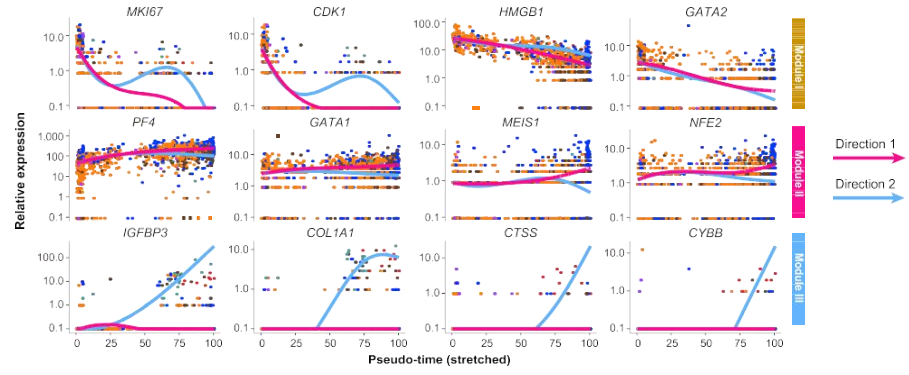 MKI67 CDK1 HMGB1 GATA2
10.0 10.0 100.0 10.0
1.0 1.0 10.0 1.0
0.1 0.1 1.0 0.1
0.1
Module I
PF4 GATA1 MEIS1 NFE2
1.000 100.0 10.0 10.0
100 10.0 1.0 1.0
10 1.0 0.1 0.1
1 0.1
0.1
Module II
Direction 1
Direction 2
Relative expression
IGFBP3 COL1A1 CTSS CYBB
100.0 10.0 10.0 10.0
10.0 1.0 1.0 1.0
1.0 0.1 0.1 0.1
0.1
Module III
0 25 50 75 100 0 25 50 75 100 0 25 50 75 100 0 25 50 75 100
Pseudo-time (stretched)